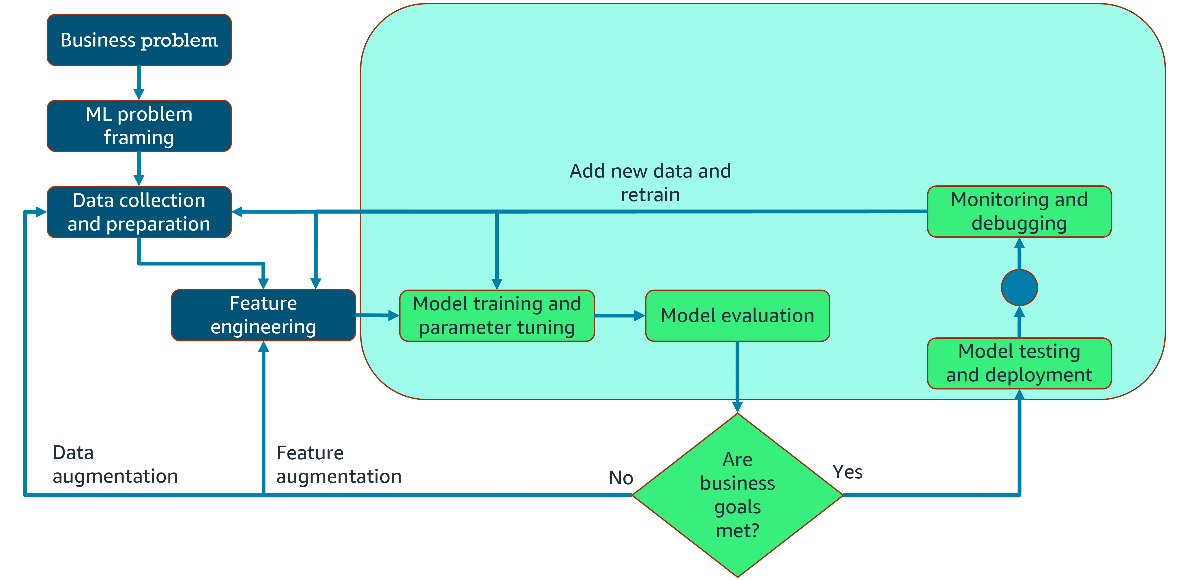 Business problem
ML problem
framing
Data collection
and preparation
Feature
engineering
Add new data and
retrain
Model training and
parameter tuning
Model evaluation
Monitoring and
debugging
Model testing
and deployment
Are
business
goals
met?
Yes
No
Feature
augmentation
Data
augmentation